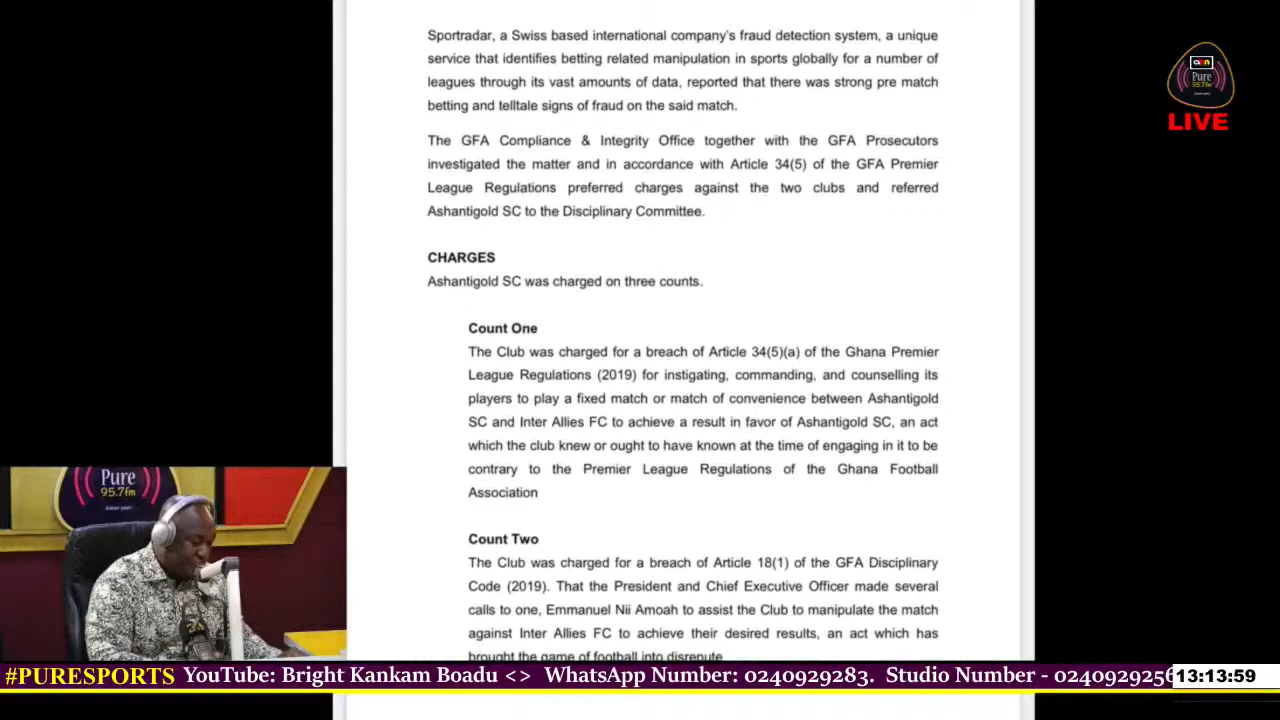 Sportradar, a Swiss based international company's fraud detection system, a unique
service that identifies betting related manipulation in sports globally for a number of
leagues through its vast amounts of data, reported that there was strong pre match
betting and telltale signs of fraud on the said match.
The GFA Compliance & Integrity Office together with the GFA Prosecutors
investigated the matter and in accordance with Article 34(5) of the GFA Premier
League Regulations preferred charges against the two clubs and referred
Ashantigold SC to the Disciplinary Committee.
CHARGES
Ashantigold SC was charged on three counts.
Count One
The Club was charged for a breach of Article 34(5)(a) of the Ghana Premier
League Regulations (2019) for instigating, commanding, and counselling its
players to play a fixed match or match of convenience between Ashantigold
SC and Inter Allies FC to achieve a result in favor of Ashantigold SC, an act
which the club knew or ought to have known at the time of engaging in it to be
contrary to the Premier League Regulations of the Ghana Football
Association
Count Two
The Club was charged for a breach of Article 18(1) of the GFA Disciplinary
Code (2019). That the President and Chief Executive Officer made several
calls to one, Emmanuel Nii Amoah to assist the Club to manipulate the match
against Inter Allies FC to achieve their desired results, an act which has
brought the game of football into disrepute
Pure
95.7fm
LIVE
Pure
95.7fm
#PURESPORTS YouTube: Bright Kankam Boadu <> WhatsApp Number: 0240929283. Studio Number - 0240929256
13:13:59